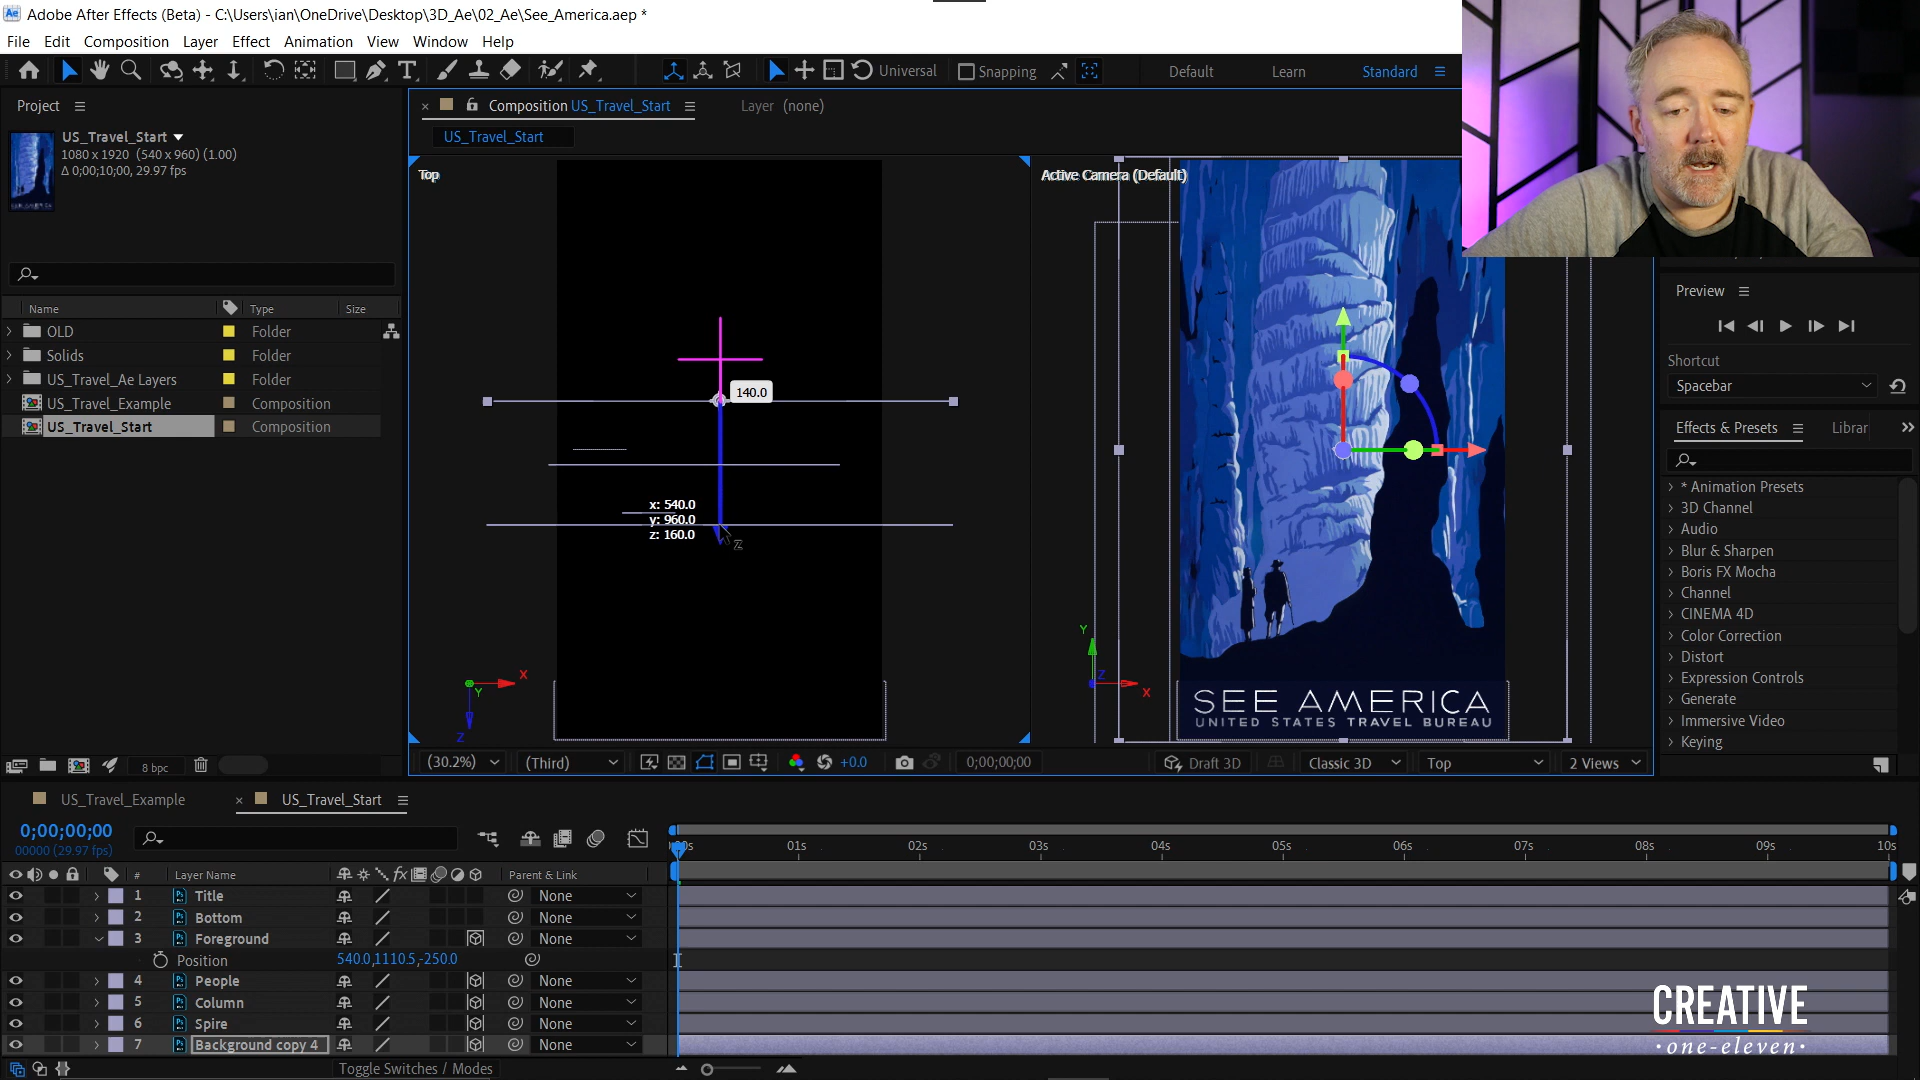 Adobe After Effects (Beta) - C:\Users\ian\OneDrive\Desktop\3D_Ae\02_Ae\See_America.aep *
File Edit Composition Layer Effect Animation View Window Help
Universal Snapping Default Learn Standard
Project
Composition US_Travel_Start Layer (none)
US_Travel_Start
US_Travel_Start
1080 x 1920 (540 x 960) (1.00)
Δ 0;00;10;00, 29.97 fps
Top
Active Camera (Default)
Name Type Size
OLD Folder
Solids Folder
US_Travel_Ae Layers Folder
US_Travel_Example Composition
US_Travel_Start Composition
140.0
x: 540.0
y: 960.0
z: 160.0
Z
X
Y
Z
Y
Z
X
SEE AMERICA
UNITED STATES TRAVEL BUREAU
Preview
Shortcut
Spacebar
Effects & Presets Librar
* Animation Presets
3D Channel
Audio
Blur & Sharpen
Boris FX Mocha
Channel
CINEMA 4D
Color Correction
Distort
Expression Controls
Generate
Immersive Video
Keying
8 bpc
(30.2%) (Third) +0.0 0;00;00;00 Draft 3D Classic 3D Top 2 Views
US_Travel_Example US_Travel_Start
0;00;00;00
00000 (29.97 fps)
01s 02s 03s 04s 05s 06s 07s 08s 09s 10s
# Layer Name fx Parent & Link
1 Title None
2 Bottom None
3 Foreground None
Position 540.0,1110.5,-250.0
4 People None
5 Column None
6 Spire None
7 Background copy 4 None
Toggle Switches / Modes
CREATIVE
·one-eleven·